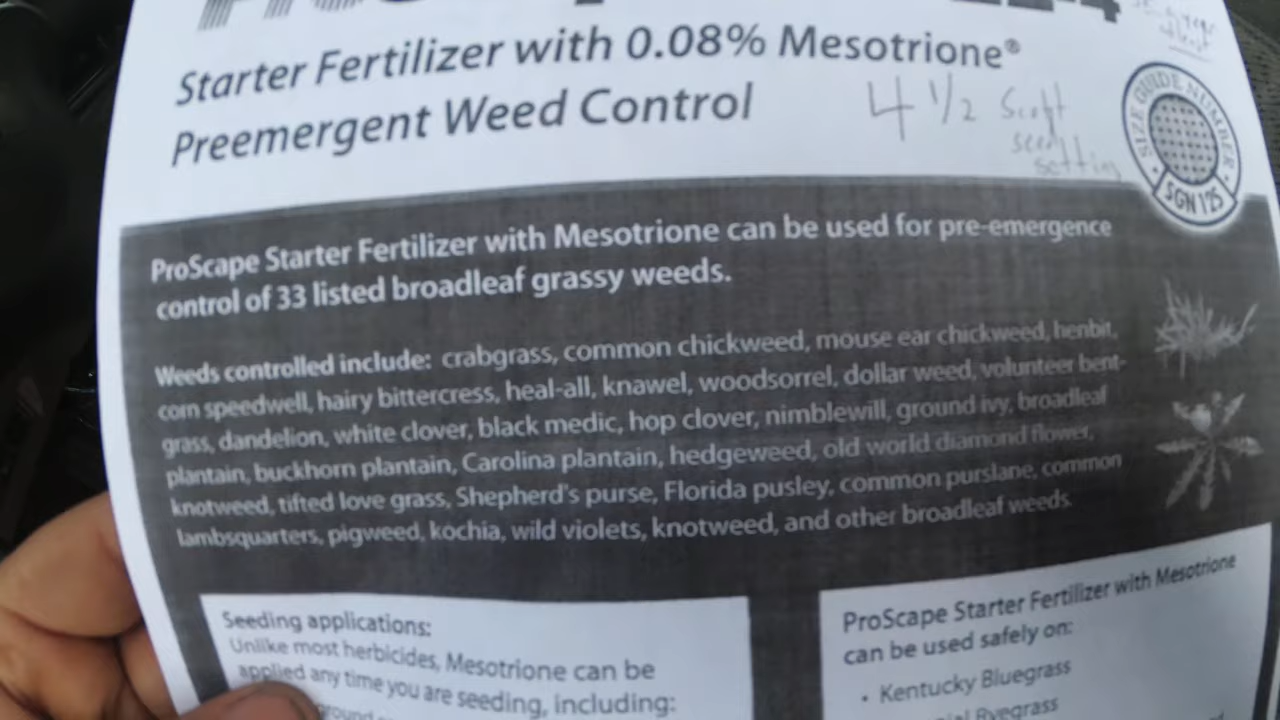 Starter Fertilizer with 0.08% Mesotrione®
Preemergent Weed Control
4 1/2 Scott
seed
setting
SIZE GUIDE NUMBER
SGN 125
ProScape Starter Fertilizer with Mesotrione can be used for pre-emergence
control of 33 listed broadleaf grassy weeds.
Weeds controlled include: crabgrass, common chickweed, mouse ear chickweed, henbit,
corn speedwell, hairy bittercress, heal-all, knawel, woodsorrel, dollar weed, volunteer bent-
grass, dandelion, white clover, black medic, hop clover, nimblewill, ground ivy, broadleaf
plantain, buckhorn plantain, Carolina plantain, hedgeweed, old world diamond flower,
knotweed, tifted love grass, Shepherd's purse, Florida pusley, common purslane, common
lambsquarters, pigweed, kochia, wild violets, knotweed, and other broadleaf weeds.
Seeding applications:
Unlike most herbicides, Mesotrione can be
applied any time you are seeding, including:
ProScape Starter Fertilizer with Mesotrione
can be used safely on:
• Kentucky Bluegrass
Ryegrass